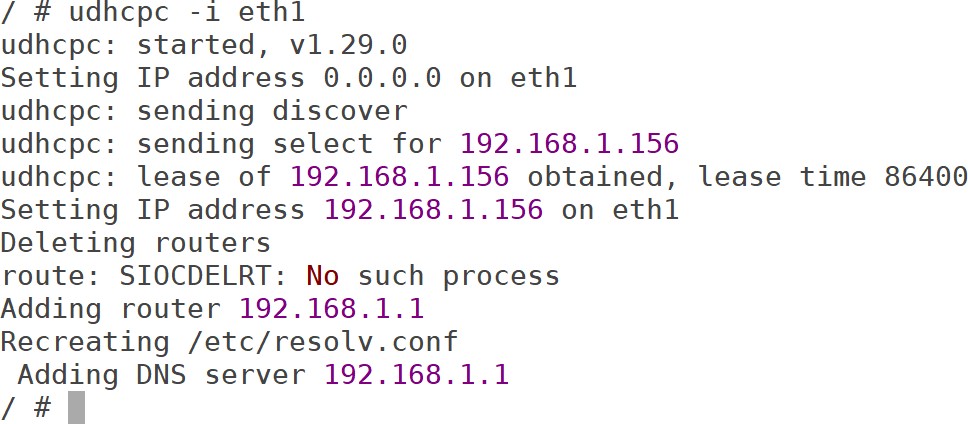 / # udhcpc -i eth1
udhcpc: started, v1.29.0
Setting IP address 0.0.0.0 on eth1
udhcpc: sending discover
udhcpc: sending select for 192.168.1.156
udhcpc: lease of 192.168.1.156 obtained, lease time 86400
Setting IP address 192.168.1.156 on eth1
Deleting routers
route: SIOCDELRT: No such process
Adding router 192.168.1.1
Recreating /etc/resolv.conf
 Adding DNS server 192.168.1.1
/ #